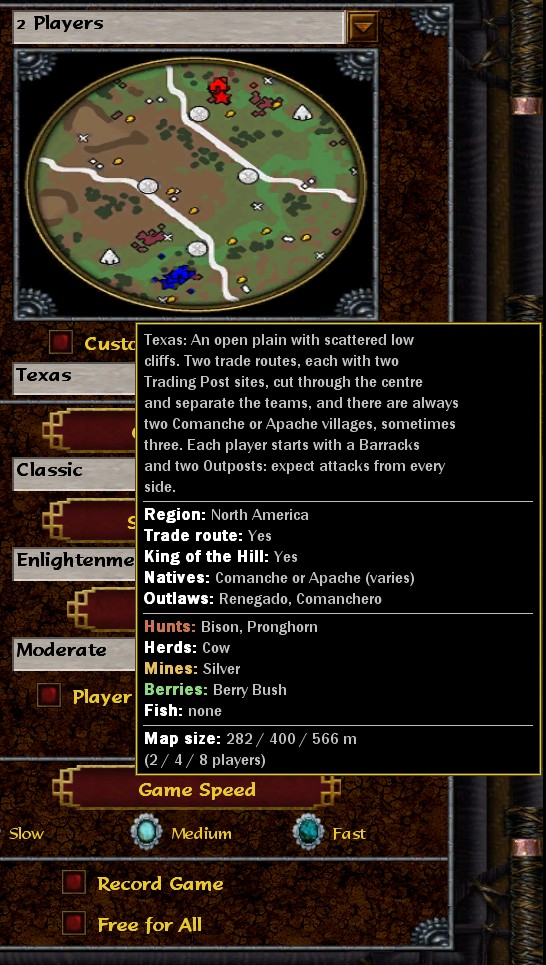 2 Players
Custo
Texas
Texas: An open plain with scattered low
cliffs. Two trade routes, each with two
Trading Post sites, cut through the centre
and separate the teams, and there are always
two Comanche or Apache villages, sometimes
three. Each player starts with a Barracks
and two Outposts: expect attacks from every
side.
Classic
Region: North America
Trade route: Yes
King of the Hill: Yes
Enlightenme
Natives: Comanche or Apache (varies)
Outlaws: Renegado, Comanchero
Hunts: Bison, Pronghorn
Moderate
Herds: Cow
Mines: Silver
Player
Berries: Berry Bush
Fish: none
Map size: 282 / 400 / 566 m
(2 / 4 / 8 players)
Game Speed
Slow
Medium
Fast
Record Game
Free for All